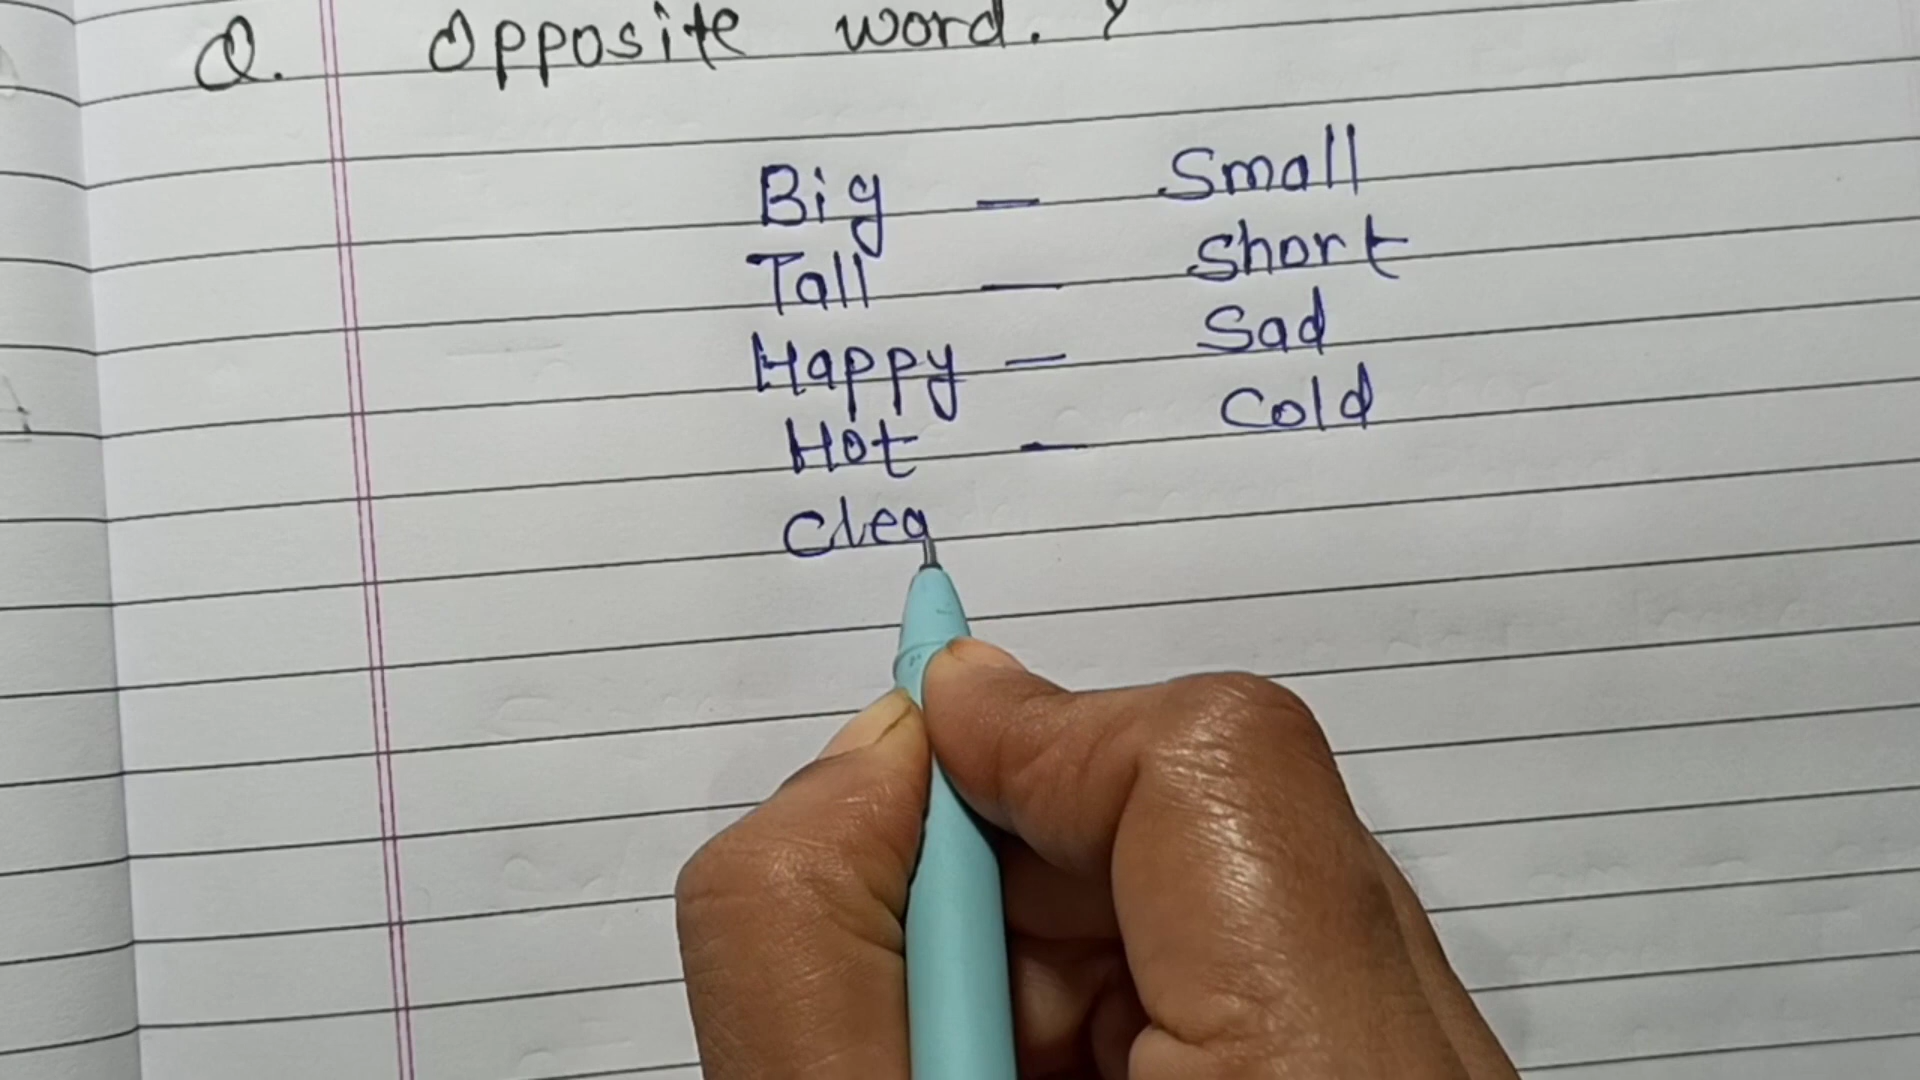 Q. Opposite word. ?
Big — Small
Tall — Short
Happy — Sad
Hot — Cold
Clea